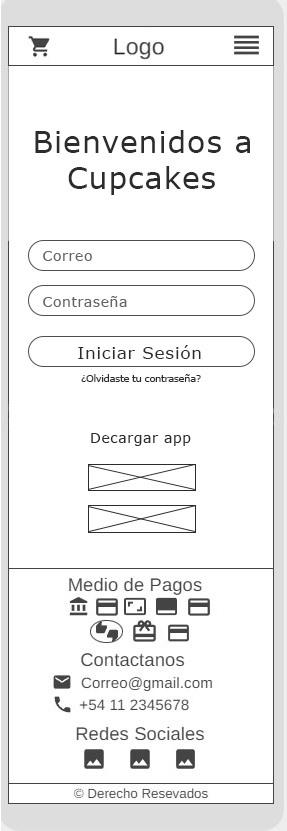 Logo
Bienvenidos a
Cupcakes
Correo
Contraseña
Iniciar Sesión
¿Olvidaste tu contraseña?
Decargar app
Medio de Pagos
Contactanos
Correo@gmail.com
+54 11 2345678
Redes Sociales
© Derecho Resevados